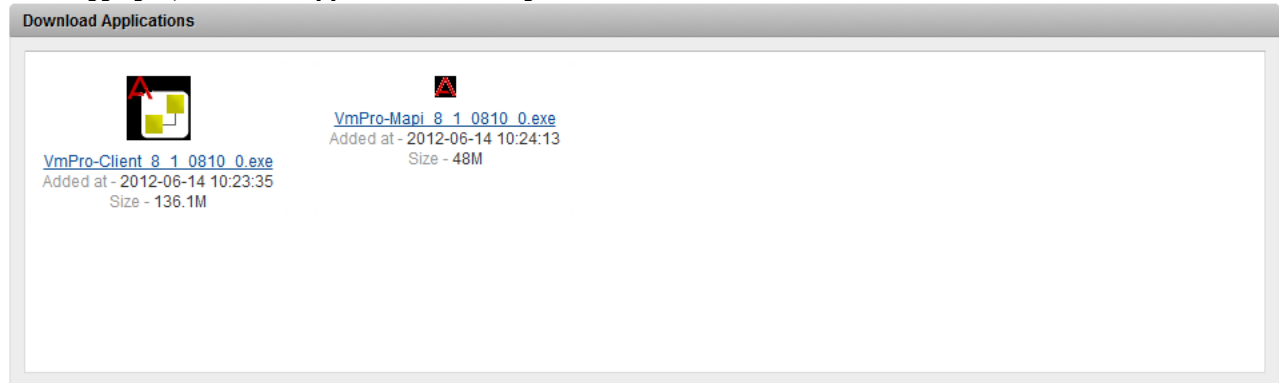 Download Applications
VmPro-Client_8_1_0810_0.exe
Added at - 2012-06-14 10:23:35
Size - 136.1M
VmPro-Mapi_8_1_0810_0.exe
Added at - 2012-06-14 10:24:13
Size - 48M